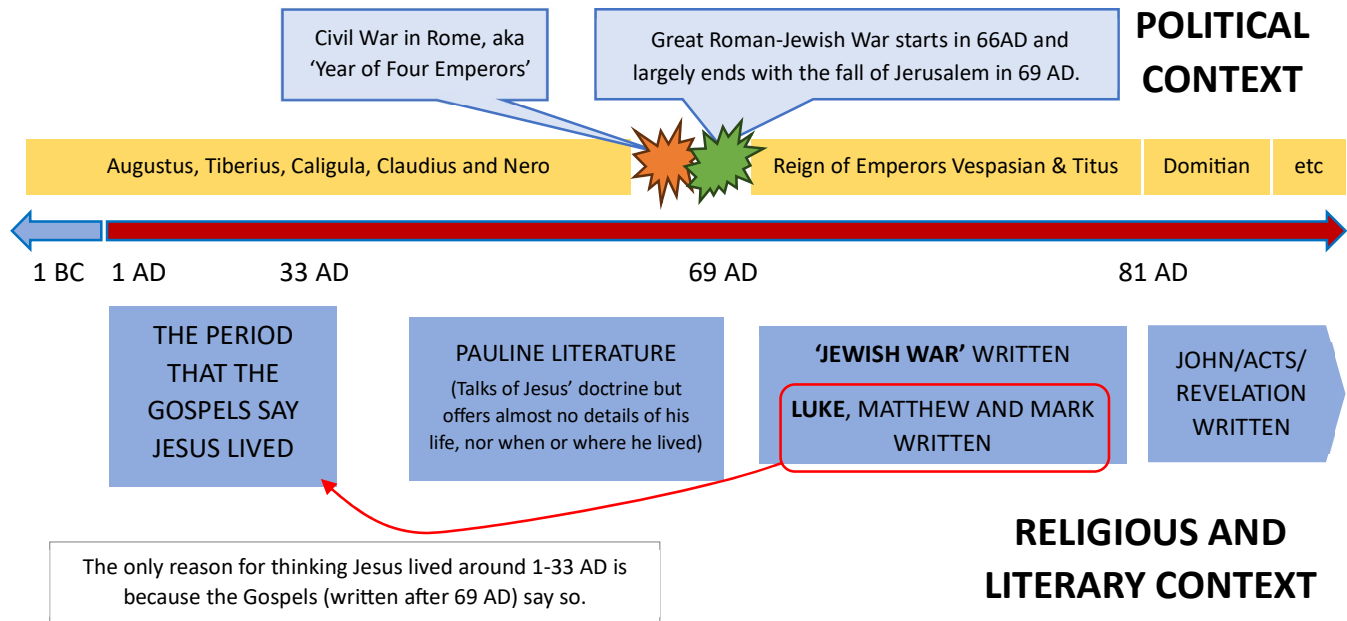 Civil War in Rome, aka
‘Year of Four Emperors’
Great Roman-Jewish War starts in 66AD and
largely ends with the fall of Jerusalem in 69 AD.
POLITICAL
CONTEXT
Augustus, Tiberius, Caligula, Claudius and Nero
Reign of Emperors Vespasian & Titus
Domitian
etc
1 BC
1 AD
33 AD
69 AD
81 AD
THE PERIOD
THAT THE
GOSPELS SAY
JESUS LIVED
PAULINE LITERATURE
(Talks of Jesus’ doctrine but
offers almost no details of his
life, nor when or where he lived)
‘JEWISH WAR’ WRITTEN
LUKE, MATTHEW AND MARK
WRITTEN
JOHN/ACTS/
REVELATION
WRITTEN
The only reason for thinking Jesus lived around 1-33 AD is
because the Gospels (written after 69 AD) say so.
RELIGIOUS AND
LITERARY CONTEXT